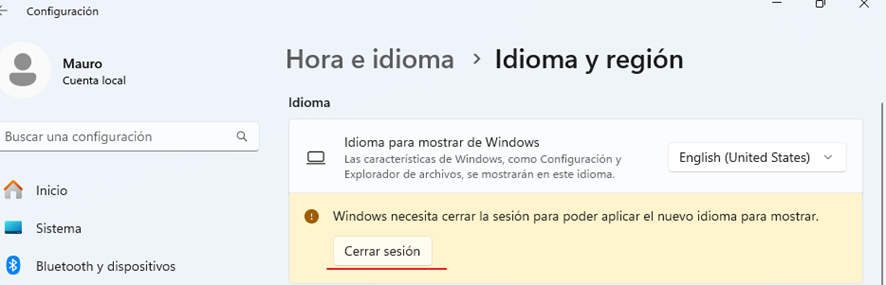 Configuración
Mauro
Cuenta local
Buscar una configuración
Inicio
Sistema
Bluetooth y dispositivos
Hora e idioma > Idioma y región
Idioma
Idioma para mostrar de Windows
Las características de Windows, como Configuración y
Explorador de archivos, se mostrarán en este idioma.
English (United States)
Windows necesita cerrar la sesión para poder aplicar el nuevo idioma para mostrar.
Cerrar sesión